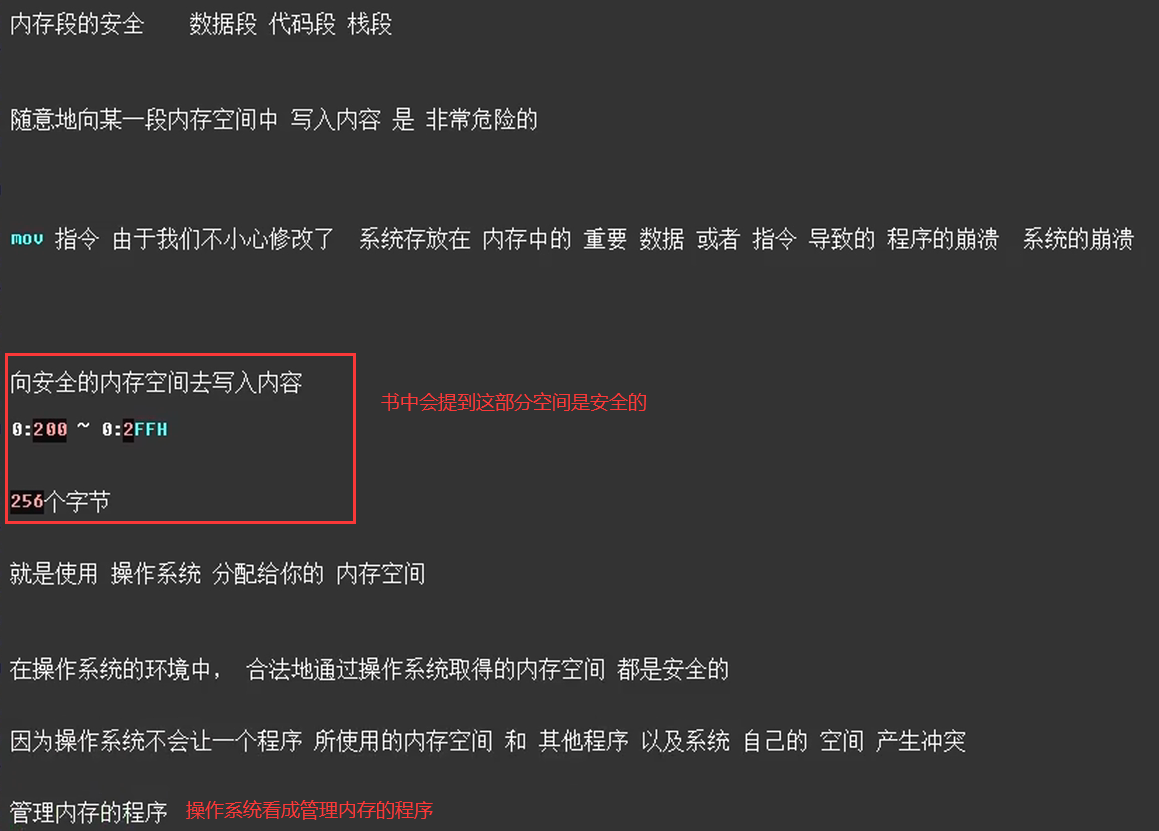 内存段的安全 数据段 代码段 栈段
随意地向某一段内存空间中 写入内容 是 非常危险的
mov 指令 由于我们不小心修改了 系统存放在 内存中的 重要 数据 或者 指令 导致的 程序的崩溃 系统的崩溃
向安全的内存空间去写入内容
书中会提到这部分空间是安全的
0:200 ~ 0:2FFH
256个字节
就是使用 操作系统 分配给你的 内存空间
在操作系统的环境中， 合法地通过操作系统取得的内存空间 都是安全的
因为操作系统不会让一个程序 所使用的内存空间 和 其他程序 以及系统 自己的 空间 产生冲突
管理内存的程序 操作系统看成管理内存的程序